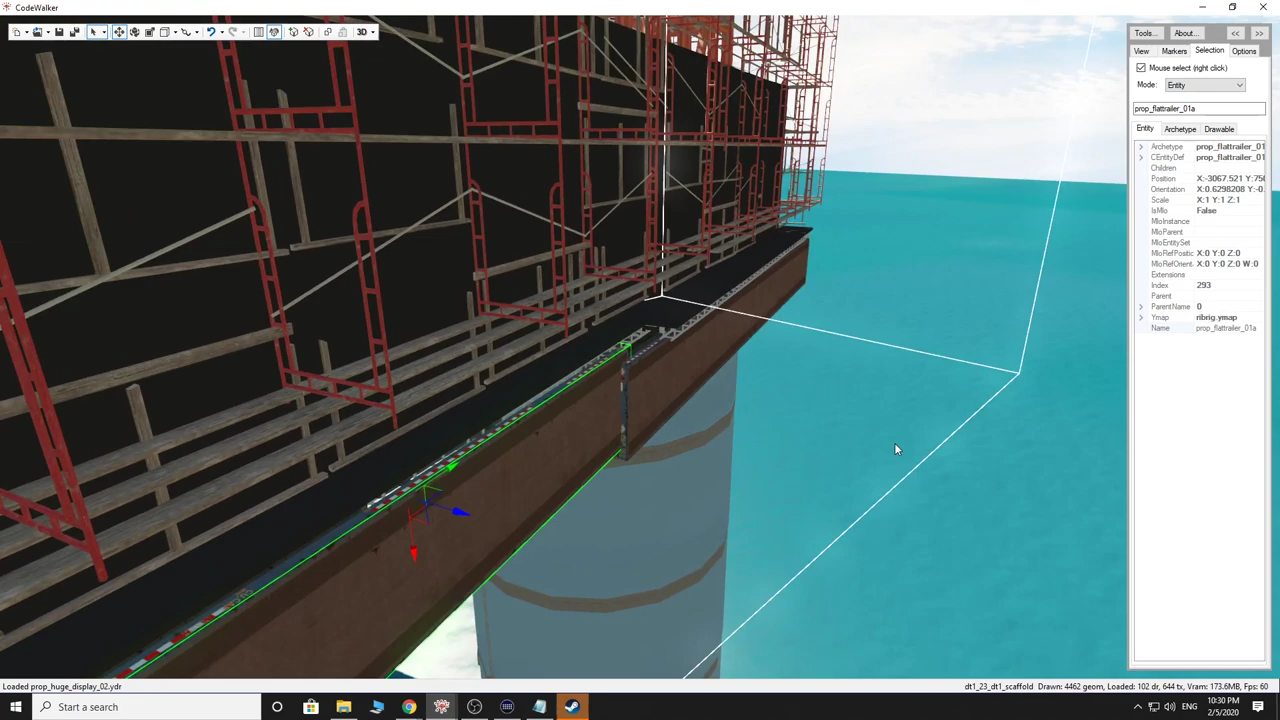 CodeWalker
3D
Tools...
About...
<<
>>
View
Markers
Selection
Options
Mouse select (right click)
Mode:
Entity
prop_flattrailer_01a
Entity
Archetype
Drawable
Archetype prop_flattrailer_01
CEntityDef prop_flattrailer_01
Children
Position X:-3067.521 Y:756
Orientation X:0.6298208 Y:-0.
Scale X:1 Y:1 Z:1
IsMlo False
MloInstance
MloParent
MloEntitySet
MloRefPositic X:0 Y:0 Z:0
MloRefOrient X:0 Y:0 Z:0 W:0
Extensions
Index 293
Parent
ParentName 0
Ymap ribrig.ymap
Name prop_flattrailer_01a
Loaded prop_huge_display_02.ydr
dt1_23_dt1_scaffold Drawn: 4462 geom, Loaded: 102 dr, 644 tx, Vram: 173.6MB, Fps: 60
Start a search
ENG
10:30 PM
2/5/2020